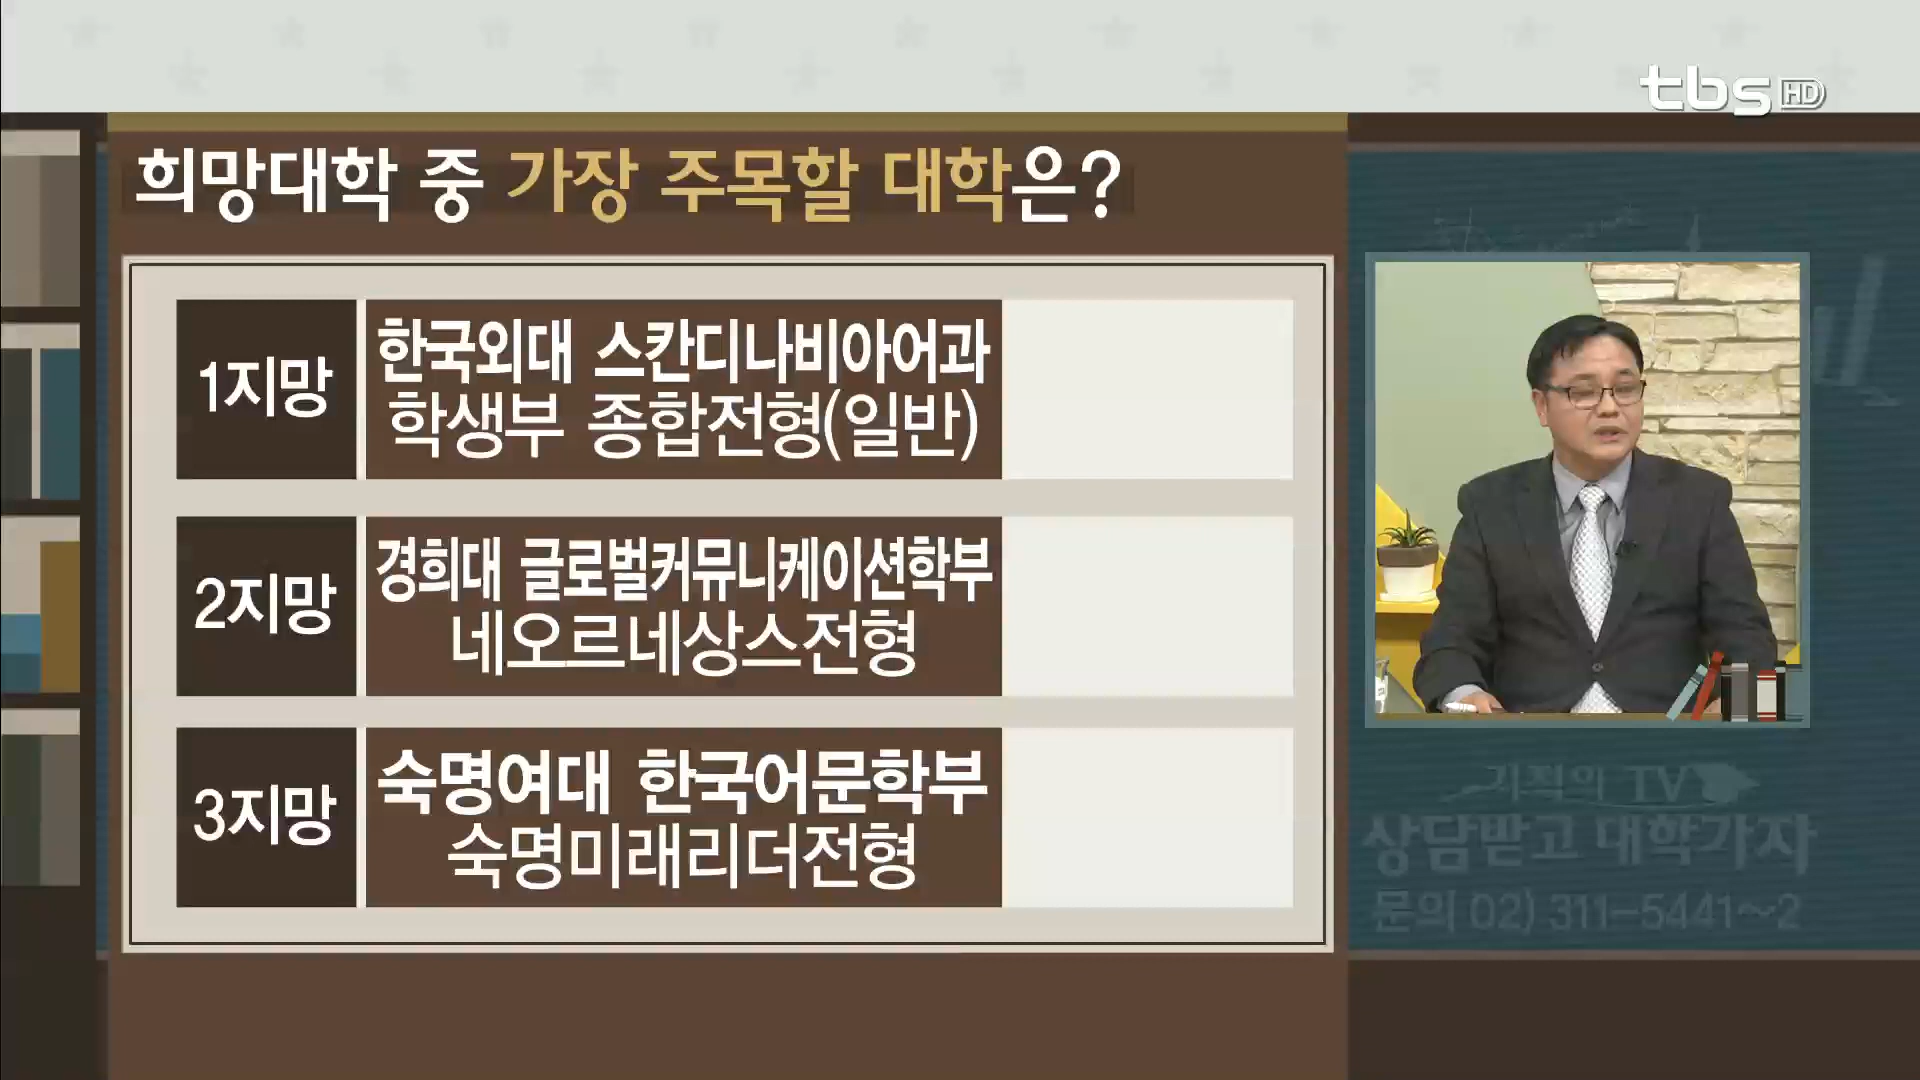 tbs HD
희망대학 중 가장 주목할 대학은?
1지망
한국외대 스칸디나비아어과
학생부 종합전형(일반)
2지망
경희대 글로벌커뮤니케이션학부
네오르네상스전형
3지망
숙명여대 한국어문학부
숙명미래리더전형
기적의 TV
상담받고 대학가자
문의 02) 311-5441~2